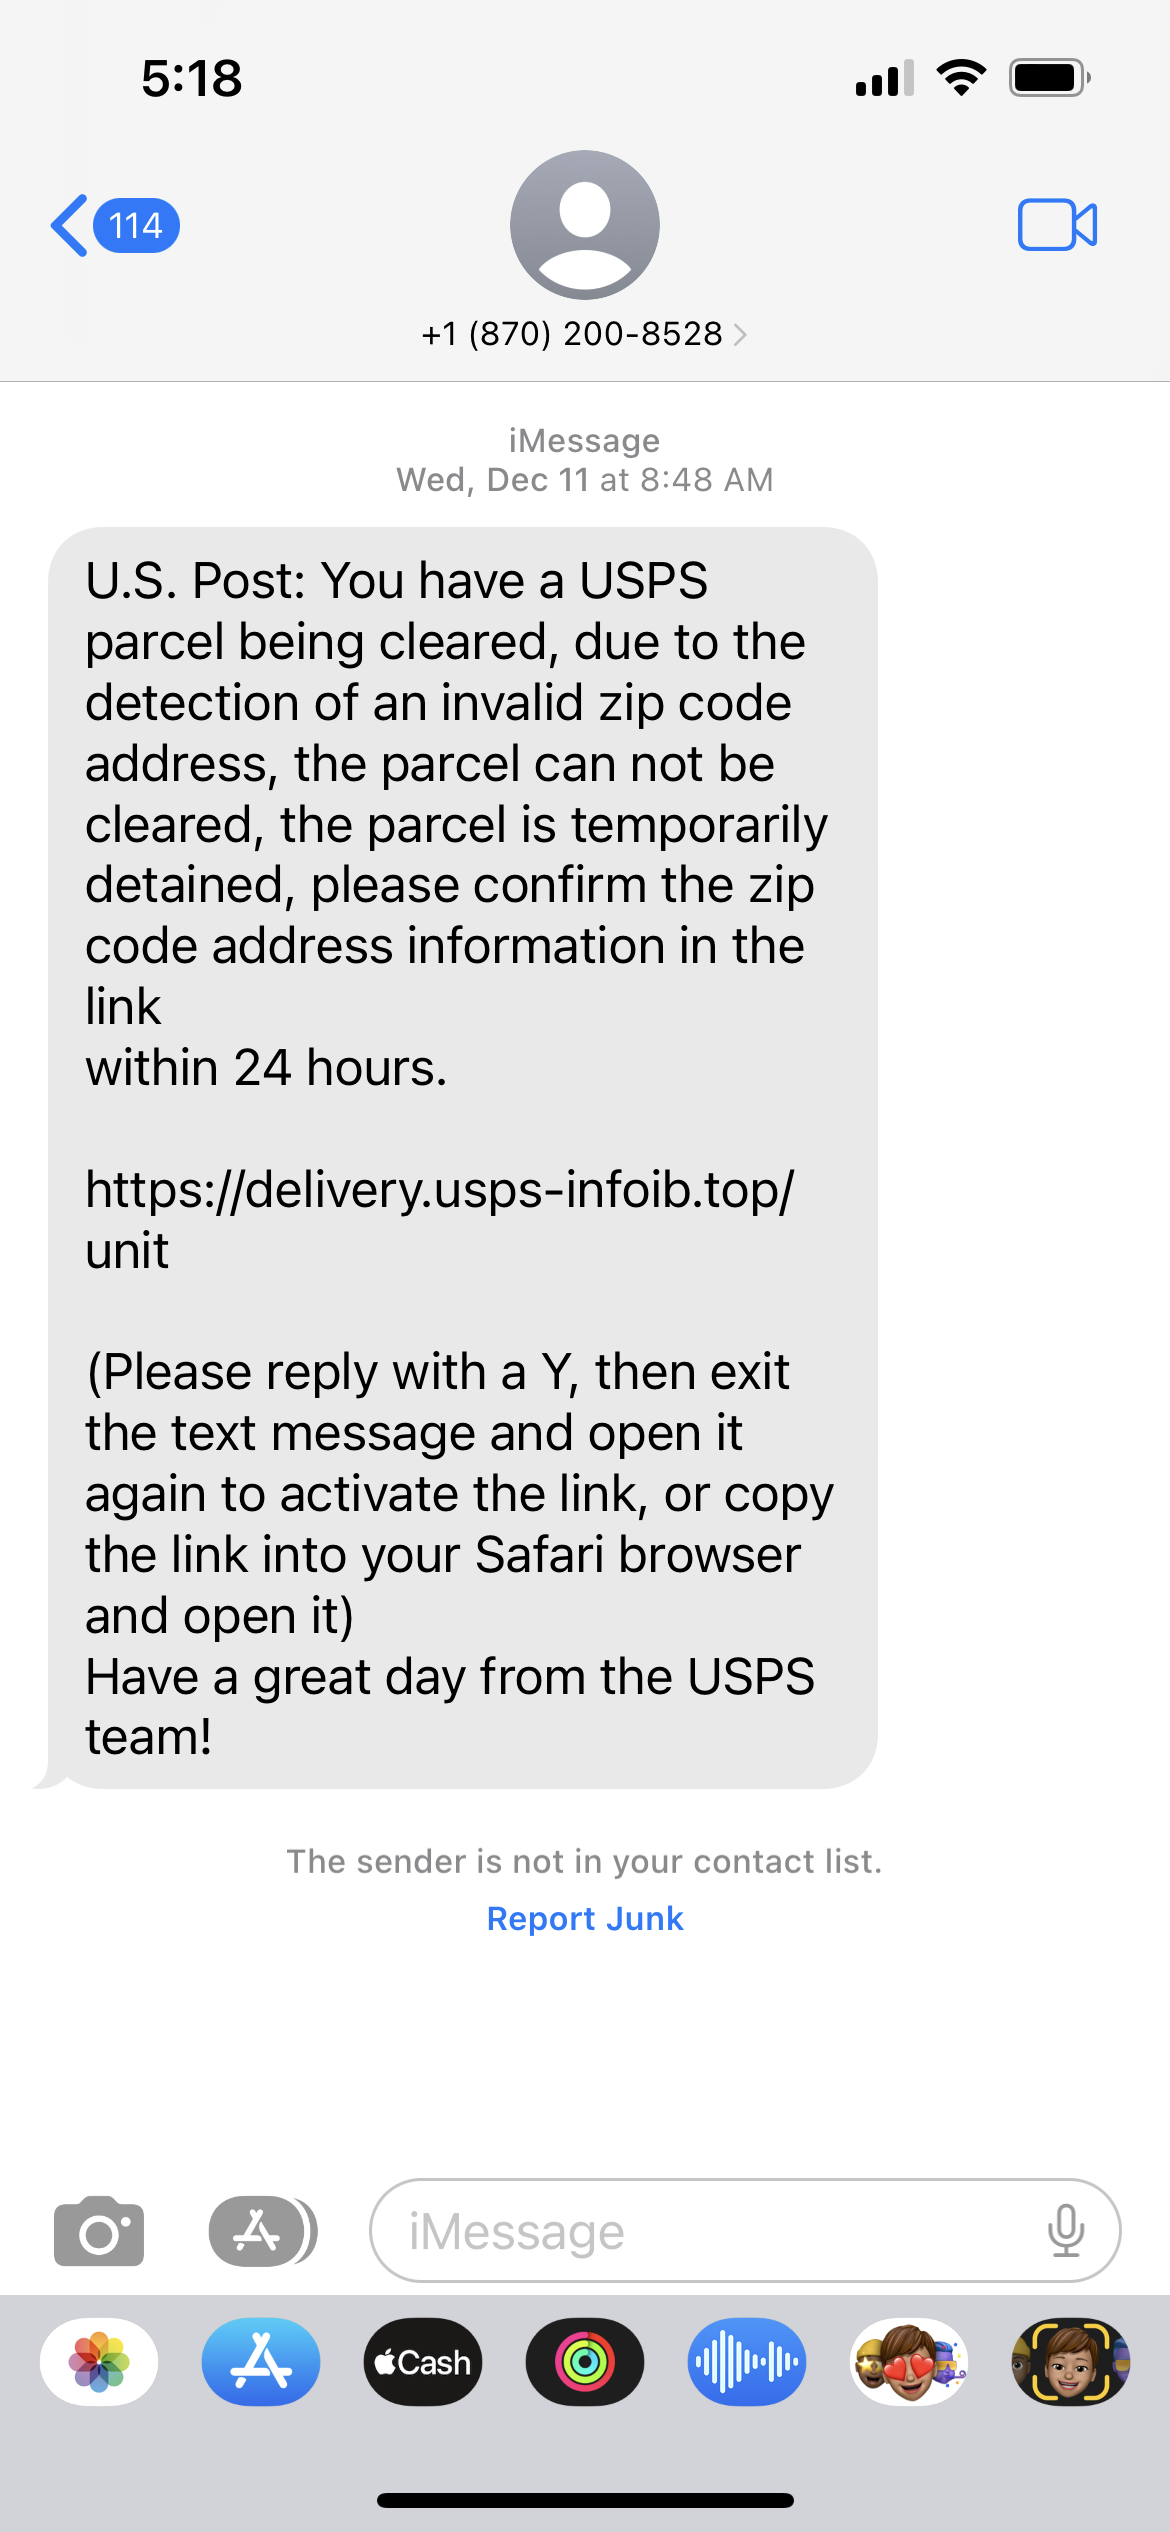 5:18
114
+1 (870) 200-8528
iMessage
Wed, Dec 11 at 8:48 AM
U.S. Post: You have a USPS
parcel being cleared, due to the
detection of an invalid zip code
address, the parcel can not be
cleared, the parcel is temporarily
detained, please confirm the zip
code address information in the
link
within 24 hours.
https://delivery.usps-infoib.top/
unit
(Please reply with a Y, then exit
the text message and open it
again to activate the link, or copy
the link into your Safari browser
and open it)
Have a great day from the USPS
team!
The sender is not in your contact list.
Report Junk
iMessage
Cash